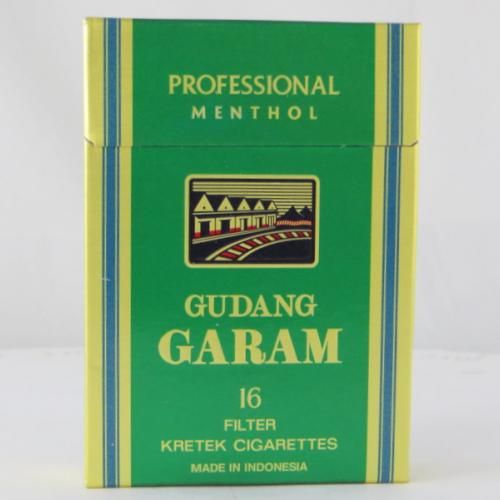 PROFESSIONAL
MENTHOL
GUDANG
GARAM
16
FILTER
KRETEK CIGARETTES
MADE IN INDONESIA